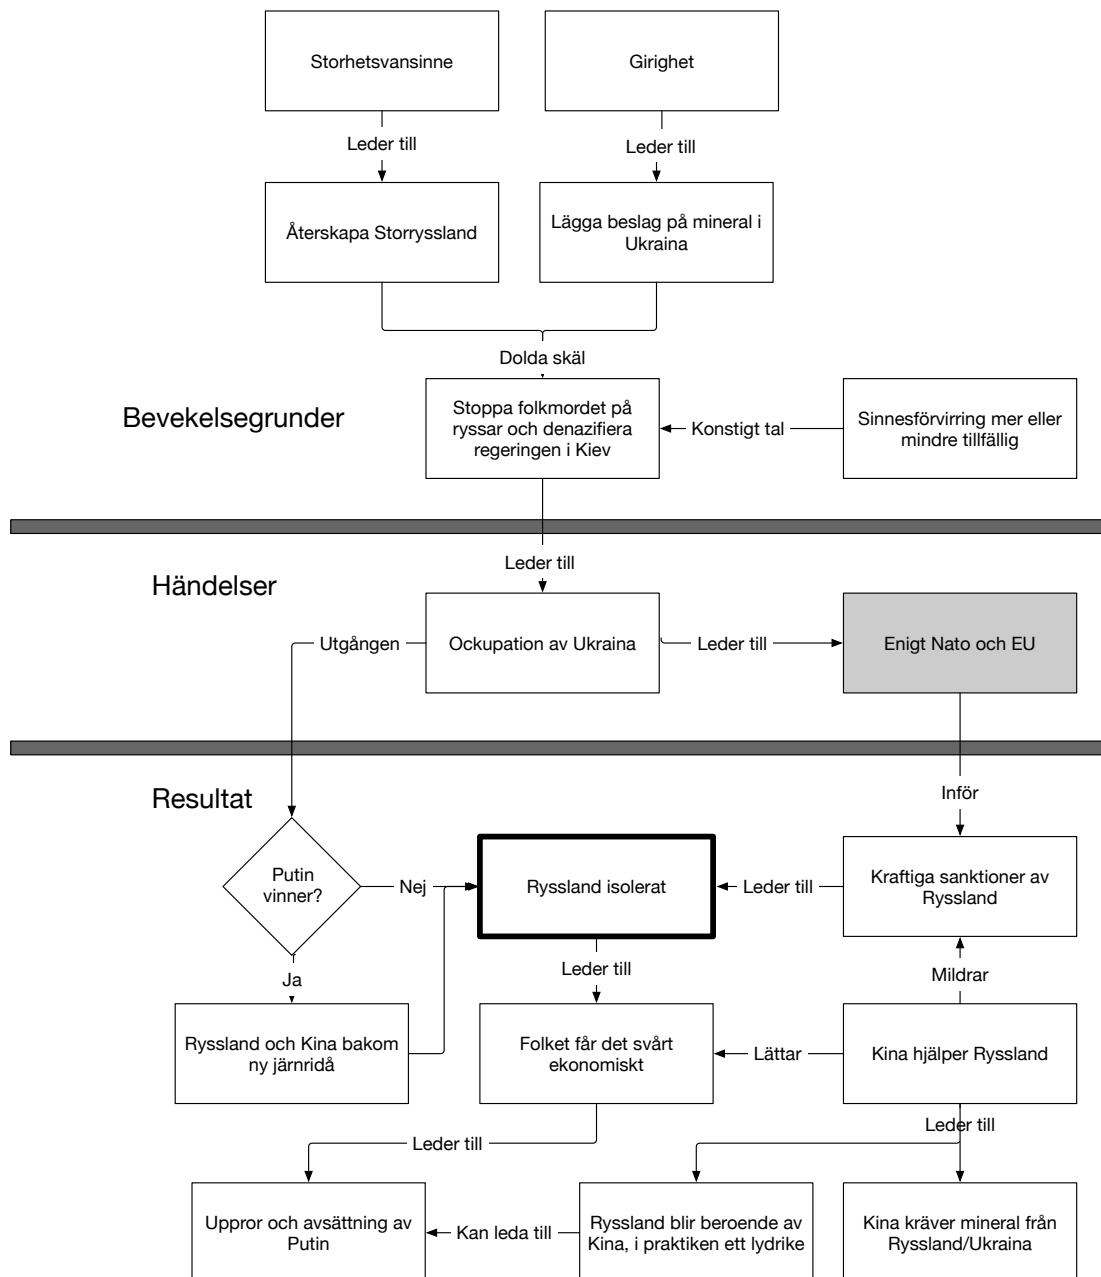 Storhetsvansinne
Girighet
Leder till
Leder till
Återskapa Storryssland
Lägga beslag på mineral i
Ukraina
Dolda skäl
Bevekelsegrunder
Stoppa folkmordet på
ryssar och denazifiera
regeringen i Kiev
Konstigt tal
Sinnesförvirring mer eller
mindre tillfällig
Leder till
Händelser
Utgången
Ockupation av Ukraina
Leder till
Enigt Nato och EU
Resultat
Inför
Putin
vinner?
Nej
Ryssland isolerat
Leder till
Kraftiga sanktioner av
Ryssland
Ja
Leder till
Mildrar
Ryssland och Kina bakom
ny järnridå
Folket får det svårt
ekonomiskt
Lättar
Kina hjälper Ryssland
Leder till
Leder till
Uppror och avsättning av
Putin
Kan leda till
Ryssland blir beroende av
Kina, i praktiken ett lydrike
Kina kräver mineral från
Ryssland/Ukraina